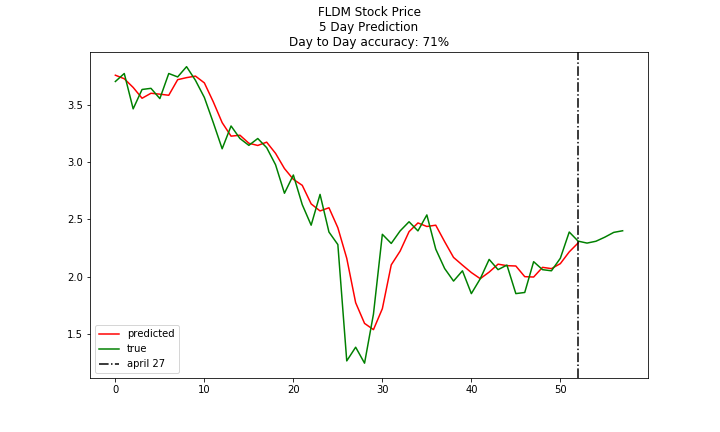 FLDM Stock Price
5 Day Prediction
Day to Day accuracy: 71%
3.5
3.0
2.5
2.0
1.5
predicted
true
april 27
0
10
20
30
40
50